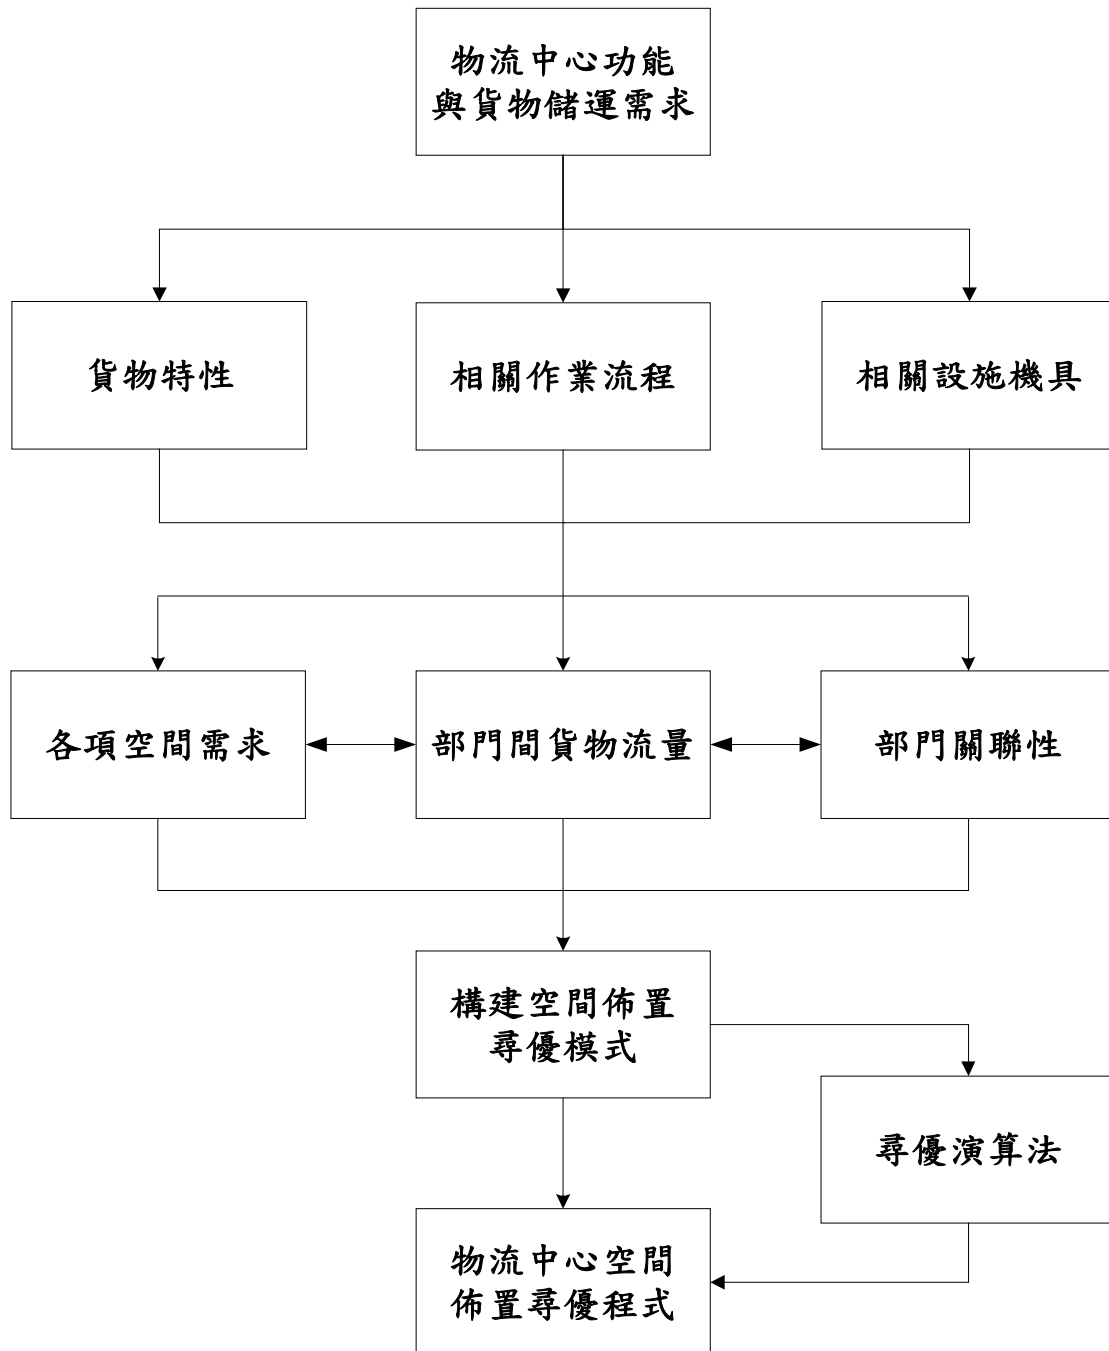 物流中心功能
與貨物儲運需求
貨物特性
相關作業流程
相關設施機具
各項空間需求
部門間貨物流量
部門關聯性
構建空間佈置
尋優模式
尋優演算法
物流中心空間
佈置尋優程式